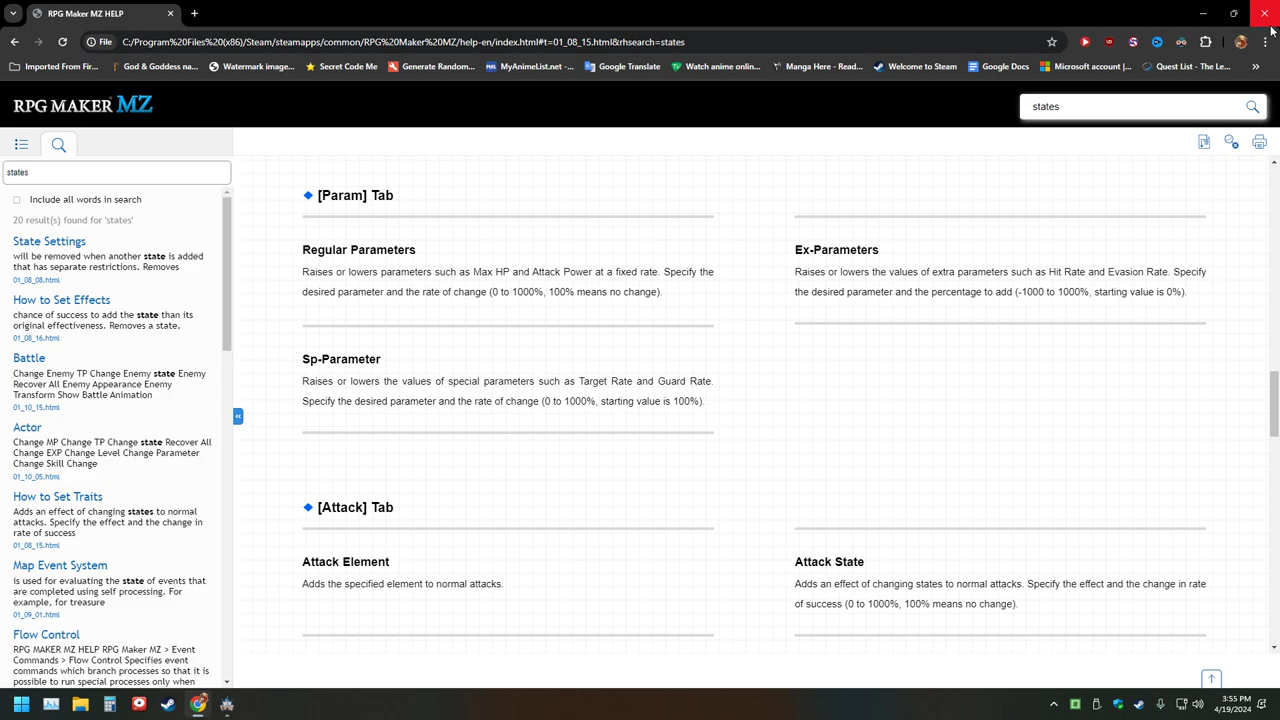 RPG Maker MZ HELP
File
C:/Program%20Files%20(x86)/Steam/steamapps/common/RPG%20Maker%20MZ/help-en/index.html#t=01_08_15.html&rhsearch=states
Imported From Fir...
God & Goddess na...
Watermark image...
Secret Code Me
Generate Random...
MAL
MyAnimeList.net -...
Google Translate
Watch anime onlin...
Manga Here - Read...
Welcome to Steam
Google Docs
Microsoft account |...
Quest List - The Le...
RPG MAKER MZ
states
states
Include all words in search
20 result(s) found for 'states'
State Settings
will be removed when another state is added
that has separate restrictions. Removes
01_08_08.html
How to Set Effects
chance of success to add the state than its
original effectiveness. Removes a state.
01_08_16.html
Battle
Change Enemy TP Change Enemy state Enemy
Recover All Enemy Appearance Enemy
Transform Show Battle Animation
01_10_15.html
Actor
Change MP Change TP Change state Recover All
Change EXP Change Level Change Parameter
Change Skill Change
01_10_05.html
How to Set Traits
Adds an effect of changing states to normal
attacks. Specify the effect and the change in
rate of success
01_08_15.html
Map Event System
is used for evaluating the state of events that
are completed using self processing. For
example, for treasure
01_09_01.html
Flow Control
RPG MAKER MZ HELP RPG Maker MZ > Event
Commands > Flow Control Specifies event
commands which branch processes so that it is
possible to run special processes only when
[Param] Tab
Regular Parameters
Raises or lowers parameters such as Max HP and Attack Power at a fixed rate. Specify the
desired parameter and the rate of change (0 to 1000%, 100% means no change).
Ex-Parameters
Raises or lowers the values of extra parameters such as Hit Rate and Evasion Rate. Specify
the desired parameter and the percentage to add (-1000 to 1000%, starting value is 0%).
Sp-Parameter
Raises or lowers the values of special parameters such as Target Rate and Guard Rate.
Specify the desired parameter and the rate of change (0 to 1000%, starting value is 100%).
[Attack] Tab
Attack Element
Adds the specified element to normal attacks.
Attack State
Adds an effect of changing states to normal attacks. Specify the effect and the change in rate
of success (0 to 1000%, 100% means no change).
3:55 PM
4/19/2024